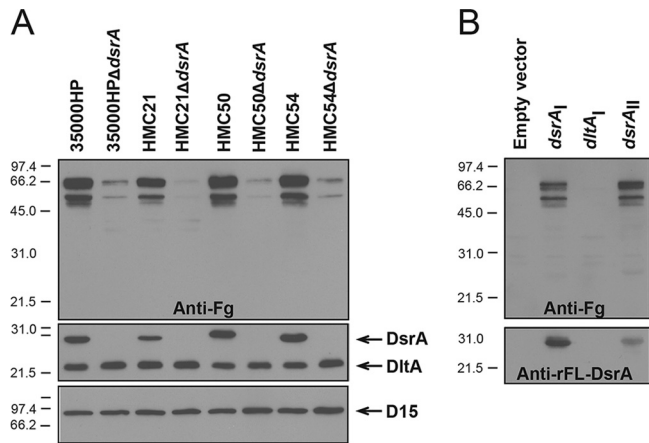 A
35000HP
35000HPΔdsrA
HMC21
HMC21ΔdsrA
HMC50
HMC50ΔdsrA
HMC54
HMC54ΔdsrA
97.4
66.2
45.0
31.0
21.5
Anti-Fg
31.0
21.5
DsrA
DltA
97.4
66.2
D15
B
Empty vector
dsrAI
dltAI
dsrAII
97.4
66.2
45.0
31.0
21.5
Anti-Fg
31.0
21.5
Anti-rFL-DsrA